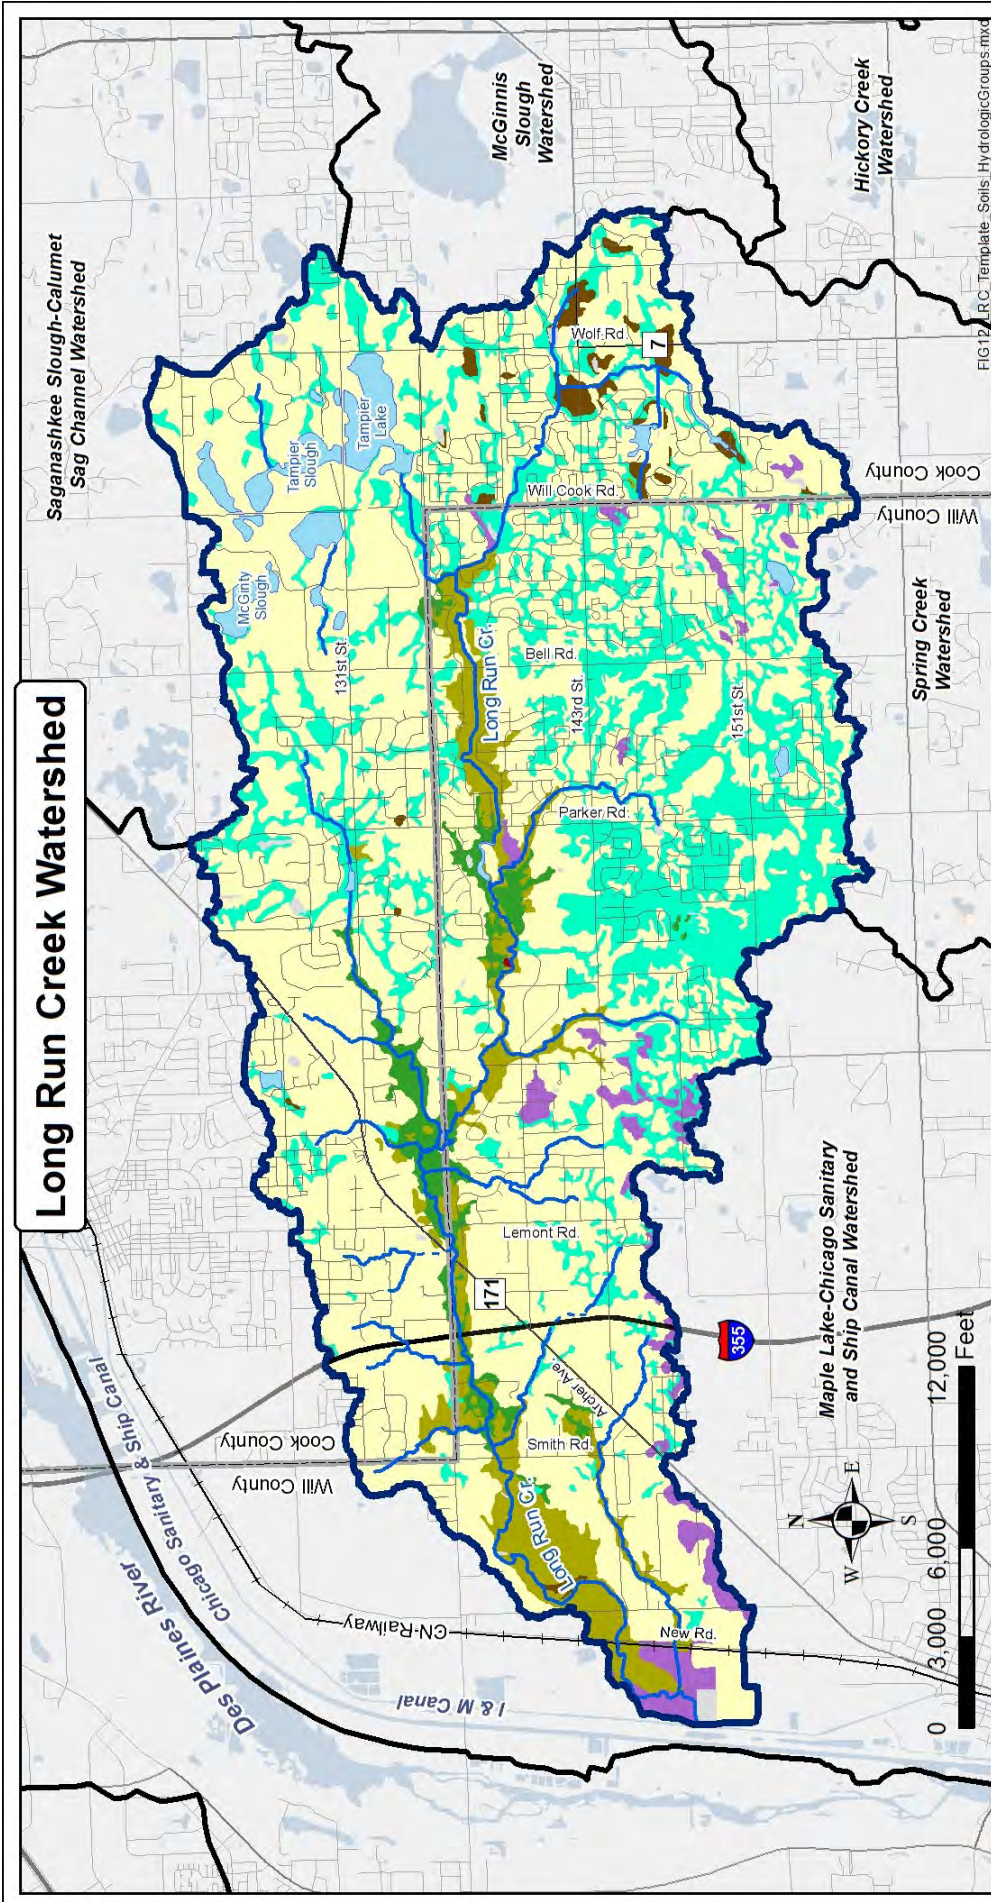 Long Run Creek Watershed
Saganashkee Slough-Calumet
Sag Channel Watershed
McGinnis
Slough
Watershed
Hickory Creek
Watershed
Spring Creek
Watershed
Maple Lake-Chicago Sanitary
and Ship Canal Watershed
Des Plaines River
Chicago Sanitary & Ship Canal
I & M Canal
CN-Railway
Will County
Cook County
Will County
Cook County
McGinty
Slough
Tampier
Slough
Tampier
Lake
131st St.
Long Run Cr.
Long Run Cr.
Bell Rd.
143rd St.
151st St.
Parker Rd.
Will Cook Rd.
Wolf Rd.
7
Lemont Rd.
171
Archer Ave.
Smith Rd.
New Rd.
355
N
W
E
S
0
3,000
6,000
12,000
Feet
FIG12_LRC_Template_Soils_HydrologicGroups.mxd